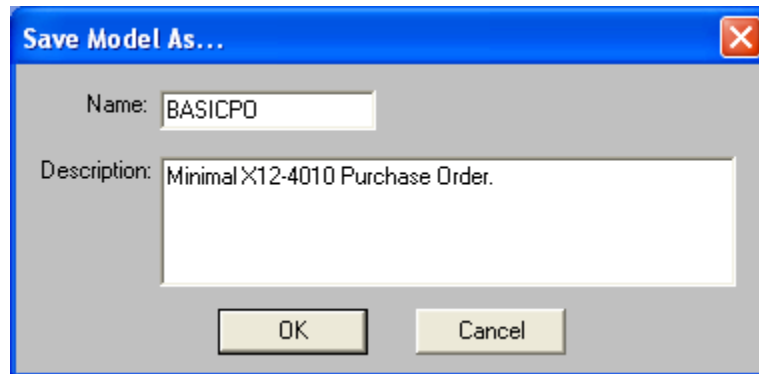 Save Model As...
Name: BASICPO
Description: Minimal X12-4010 Purchase Order.
OK Cancel